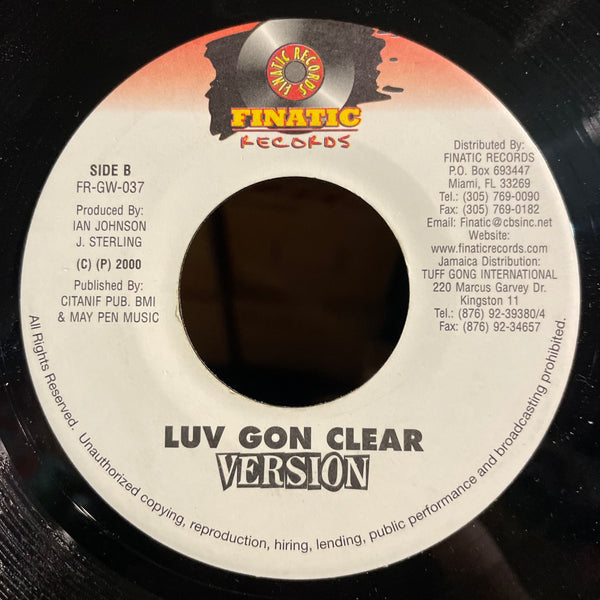 FINATIC RECORDS
FINATIC
RECORDS
SIDE B
FR-GW-037
Produced By:
IAN JOHNSON
J. STERLING
(C) (P) 2000
Published By:
CITANIF PUB. BMI
& MAY PEN MUSIC
Distributed By:
FINATIC RECORDS
P.O. Box 693447
Miami, FL 33269
Tel.: (305) 769-0090
Fax: (305) 769-0182
Email: Finatic@cbsinc.net
Website:
www.finaticrecords.com
Jamaica Distribution:
TUFF GONG INTERNATIONAL
220 Marcus Garvey Dr.
Kingston 11
Tel.: (876) 92-39380/4
Fax: (876) 92-34657
LUV GON CLEAR
VERSION
All Rights Reserved. Unauthorized copying, reproduction, hiring, lending, public performance and broadcasting prohibited.